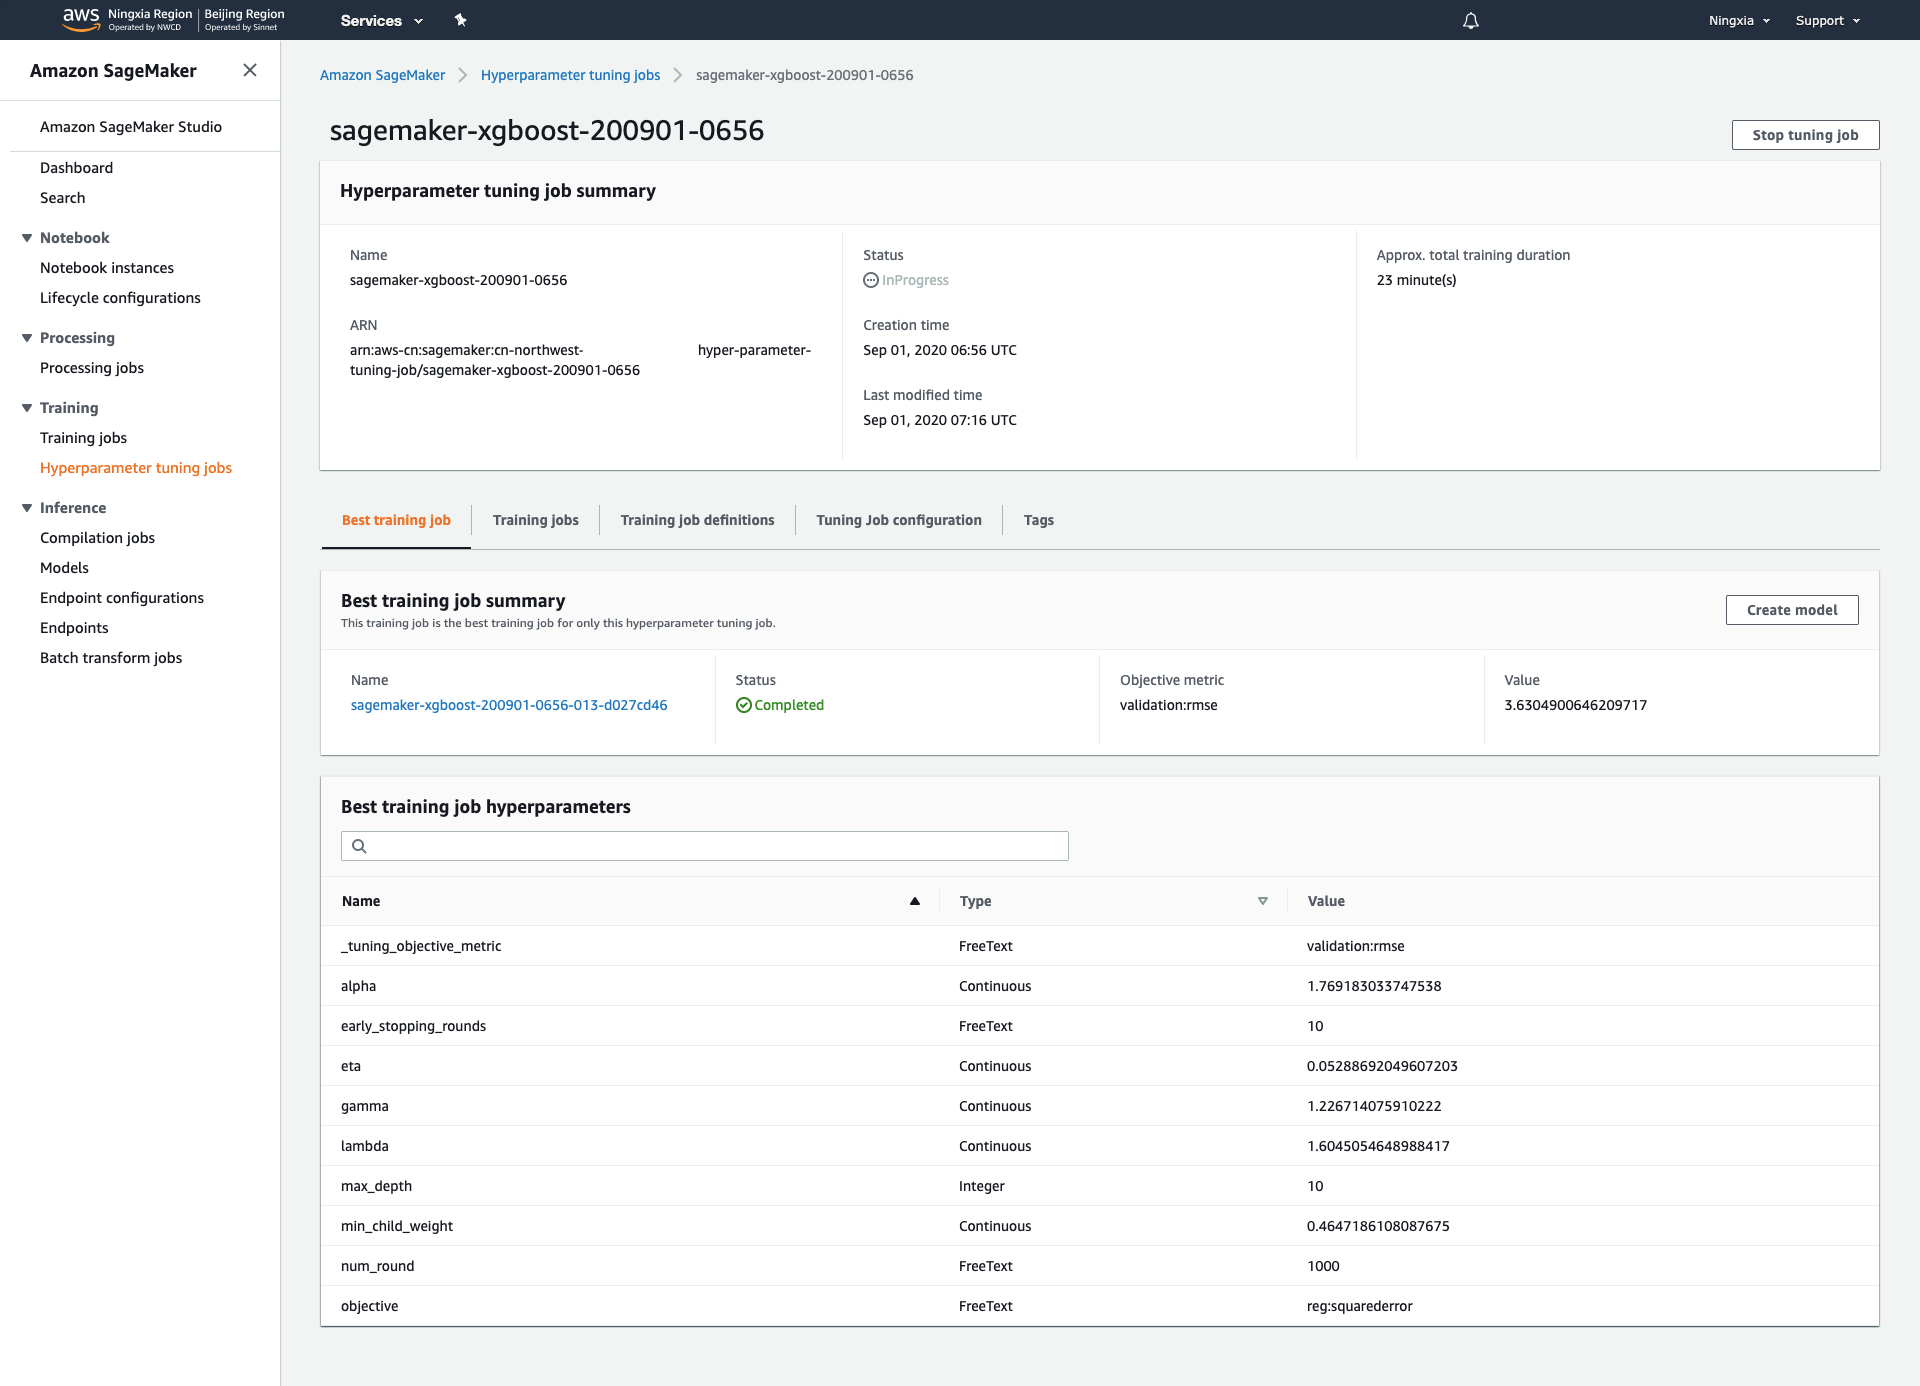 aws Ningxia Region Beijing Region Services Ningxia Support
Operated by NWCD Operated by Sinnet
Amazon SageMaker
Amazon SageMaker Studio
Dashboard
Search
Notebook
Notebook instances
Lifecycle configurations
Processing
Processing jobs
Training
Training jobs
Hyperparameter tuning jobs
Inference
Compilation jobs
Models
Endpoint configurations
Endpoints
Batch transform jobs
Amazon SageMaker Hyperparameter tuning jobs sagemaker-xgboost-200901-0656
sagemaker-xgboost-200901-0656
Stop tuning job
Hyperparameter tuning job summary
Name
sagemaker-xgboost-200901-0656
ARN
arn:aws-cn:sagemaker:cn-northwest- hyper-parameter-
tuning-job/sagemaker-xgboost-200901-0656
Status
InProgress
Creation time
Sep 01, 2020 06:56 UTC
Last modified time
Sep 01, 2020 07:16 UTC
Approx. total training duration
23 minute(s)
Best training job Training jobs Training job definitions Tuning Job configuration Tags
Best training job summary
This training job is the best training job for only this hyperparameter tuning job.
Create model
Name Status Objective metric Value
sagemaker-xgboost-200901-0656-013-d027cd46 Completed validation:rmse 3.6304900646209717
Best training job hyperparameters
Name Type Value
_tuning_objective_metric FreeText validation:rmse
alpha Continuous 1.769183033747538
early_stopping_rounds FreeText 10
eta Continuous 0.05288692049607203
gamma Continuous 1.226714075910222
lambda Continuous 1.6045054648988417
max_depth Integer 10
min_child_weight Continuous 0.4647186108087675
num_round FreeText 1000
objective FreeText reg:squarederror